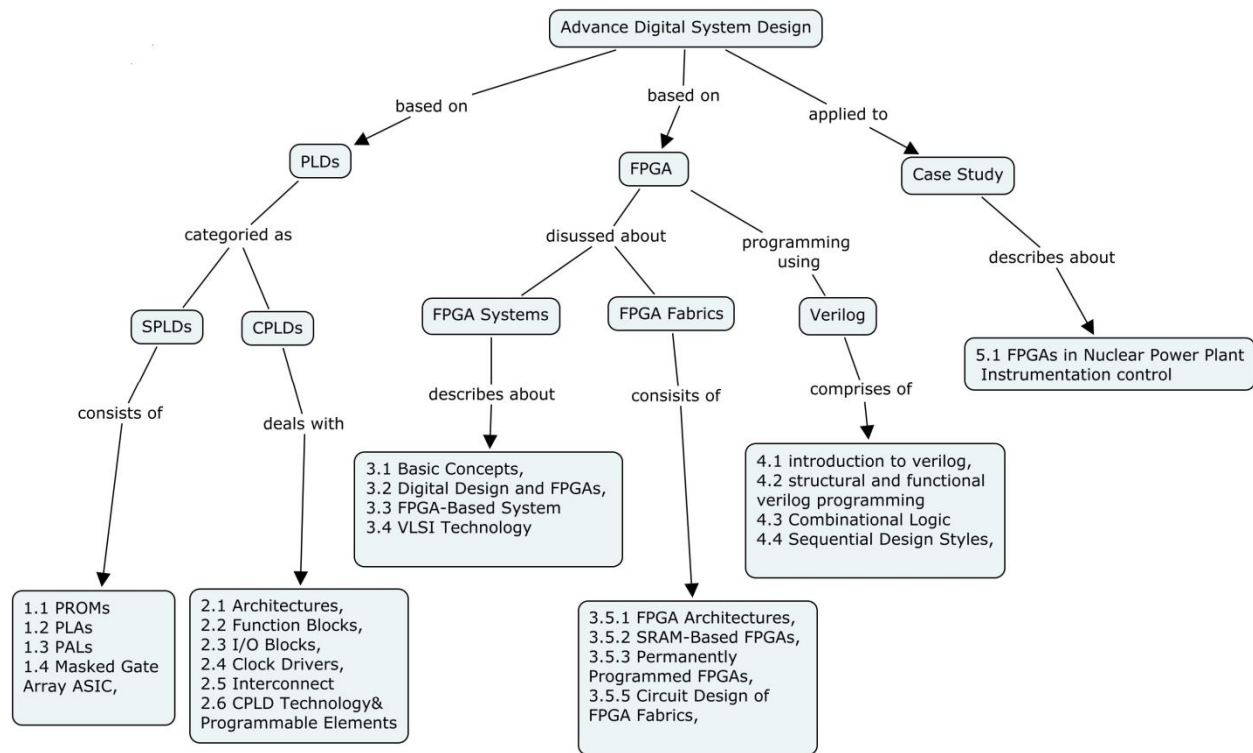 Advance Digital System Design
based on
based on
applied to
PLDs
FPGA
Case Study
categoried as
disussed about
programming
using
describes about
SPLDs
CPLDs
FPGA Systems
FPGA Fabrics
Verilog
5.1 FPGAs in Nuclear Power Plant
Instrumentation control
consists of
deals with
describes about
consisits of
comprises of
3.1 Basic Concepts,
3.2 Digital Design and FPGAs,
3.3 FPGA-Based System
3.4 VLSI Technology
4.1 introduction to verilog,
4.2 structural and functional
verilog programming
4.3 Combinational Logic
4.4 Sequential Design Styles,
1.1 PROMs
1.2 PLAs
1.3 PALs
1.4 Masked Gate
Array ASIC,
2.1 Architectures,
2.2 Function Blocks,
2.3 I/O Blocks,
2.4 Clock Drivers,
2.5 Interconnect
2.6 CPLD Technology&
Programmable Elements
3.5.1 FPGA Architectures,
3.5.2 SRAM-Based FPGAs,
3.5.3 Permanently
Programmed FPGAs,
3.5.5 Circuit Design of
FPGA Fabrics,